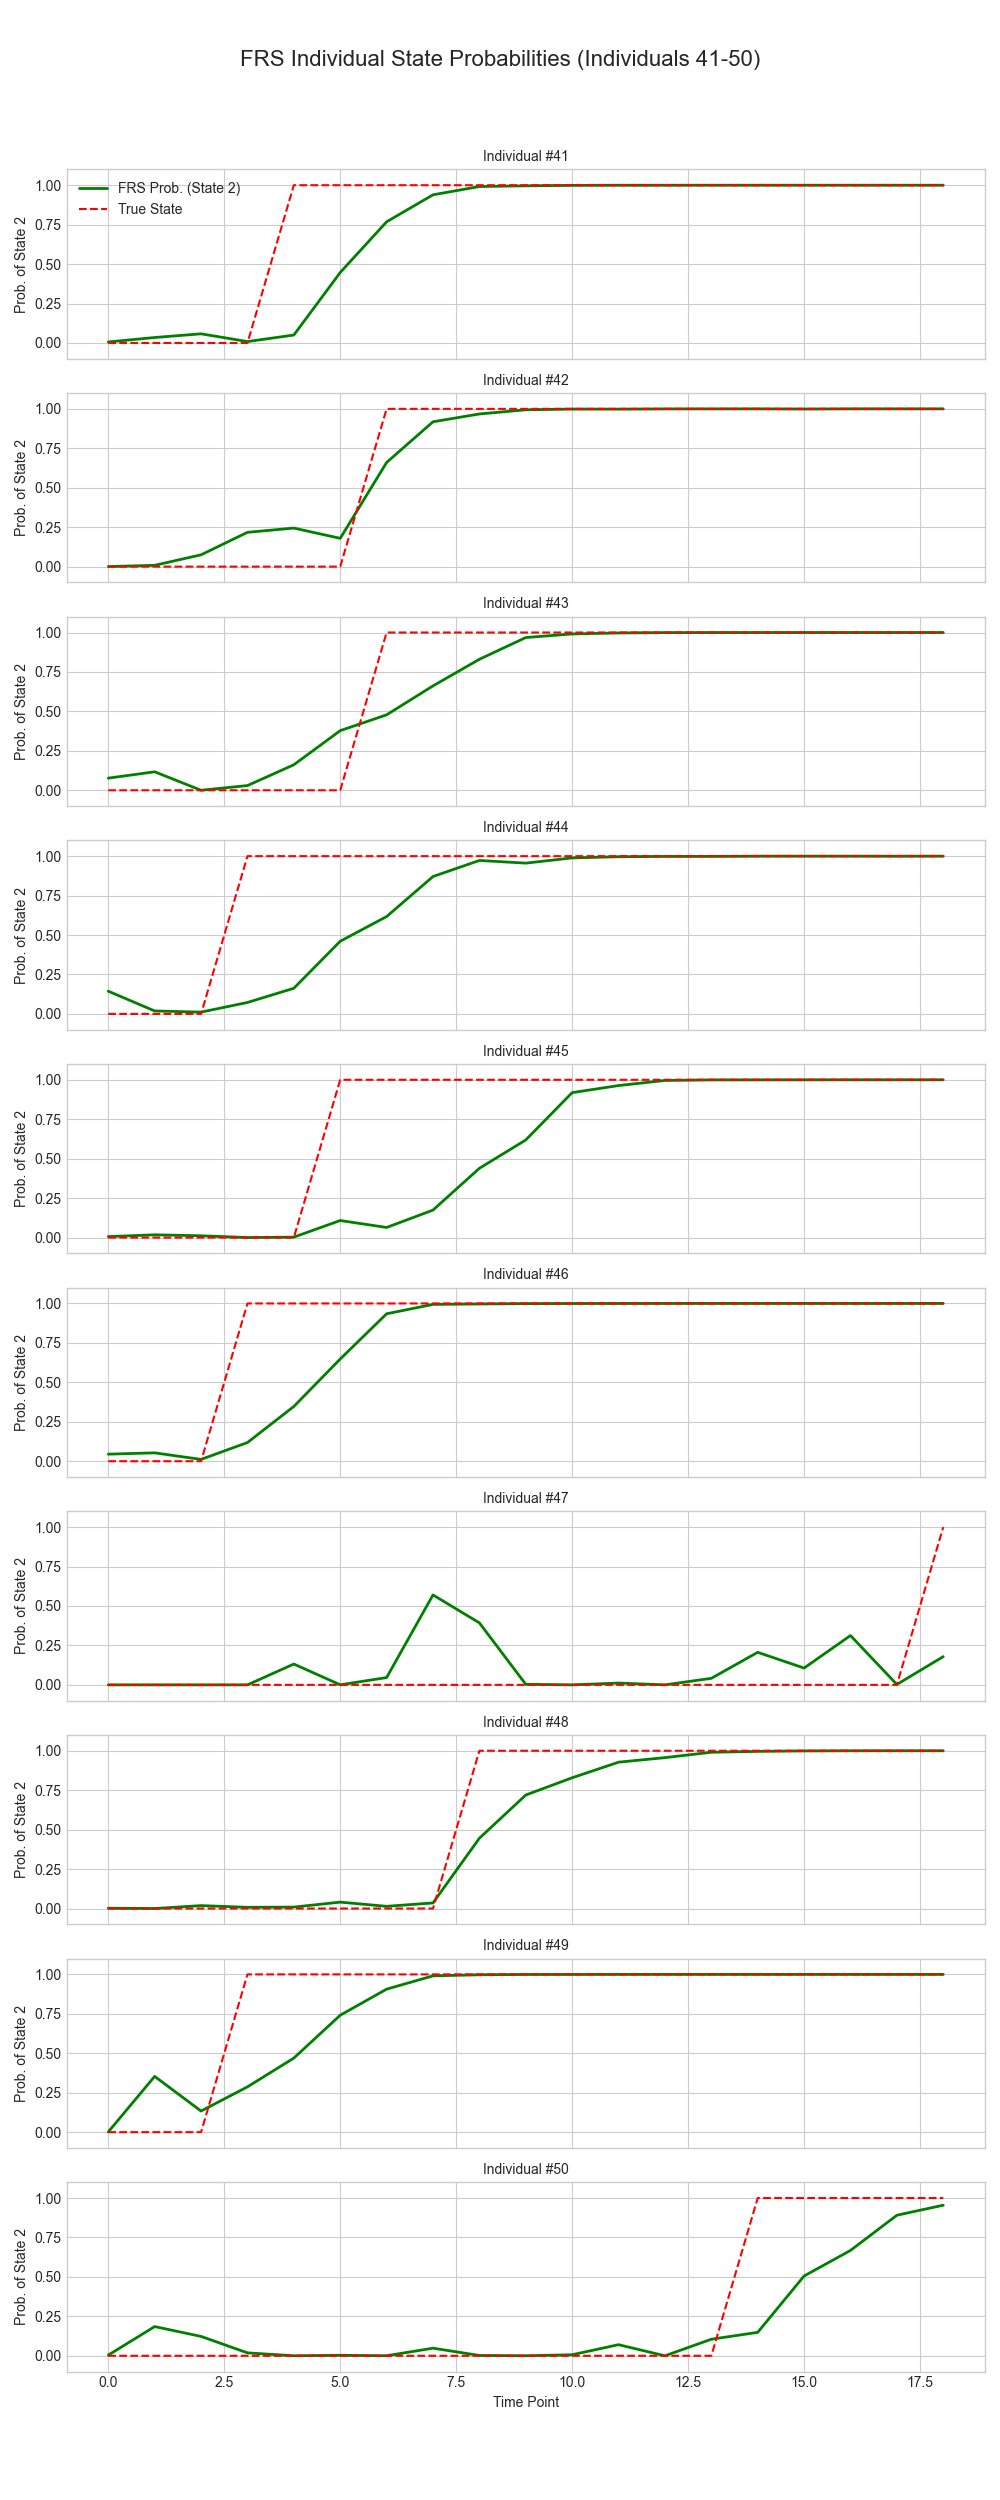 FRS Individual State Probabilities (Individuals 41-50)
Individual #41
FRS Prob. (State 2)
True State
Prob. of State 2
1.00
0.75
0.50
0.25
0.00
Individual #42
Prob. of State 2
1.00
0.75
0.50
0.25
0.00
Individual #43
Prob. of State 2
1.00
0.75
0.50
0.25
0.00
Individual #44
Prob. of State 2
1.00
0.75
0.50
0.25
0.00
Individual #45
Prob. of State 2
1.00
0.75
0.50
0.25
0.00
Individual #46
Prob. of State 2
1.00
0.75
0.50
0.25
0.00
Individual #47
Prob. of State 2
1.00
0.75
0.50
0.25
0.00
Individual #48
Prob. of State 2
1.00
0.75
0.50
0.25
0.00
Individual #49
Prob. of State 2
1.00
0.75
0.50
0.25
0.00
Individual #50
Prob. of State 2
1.00
0.75
0.50
0.25
0.00
0.0 2.5 5.0 7.5 10.0 12.5 15.0 17.5
Time Point